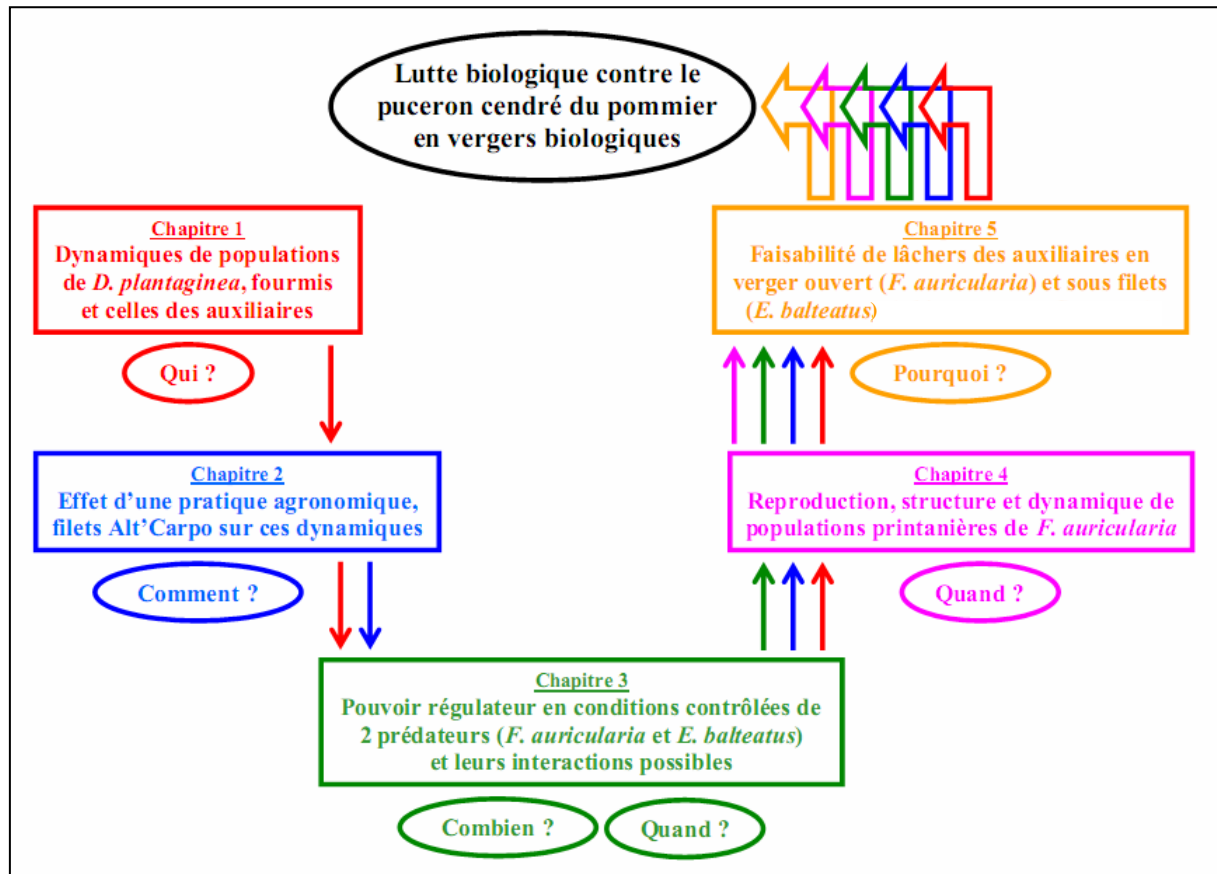 Lutte biologique contre le
puceron cendré du pommier
en vergers biologiques
Chapitre 1
Dynamiques de populations
de D. plantaginea, fourmis
et celles des auxiliaires
Qui ?
Chapitre 2
Effet d’une pratique agronomique,
filets Alt’Carpo sur ces dynamiques
Comment ?
Chapitre 3
Pouvoir régulateur en conditions contrôlées de
2 prédateurs (F. auricularia et E. balteatus)
et leurs interactions possibles
Combien ?
Quand ?
Chapitre 4
Reproduction, structure et dynamique de
populations printanières de F. auricularia
Quand ?
Chapitre 5
Faisabilité de lâchers des auxiliaires en
verger ouvert (F. auricularia) et sous filets
(E. balteatus)
Pourquoi ?